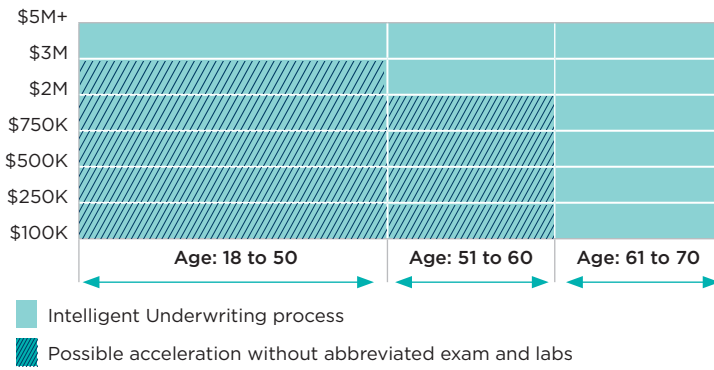 $5M+
$3M
$2M
$750K
$500K
$250K
$100K
Age: 18 to 50 Age: 51 to 60 Age: 61 to 70
Intelligent Underwriting process
Possible acceleration without abbreviated exam and labs